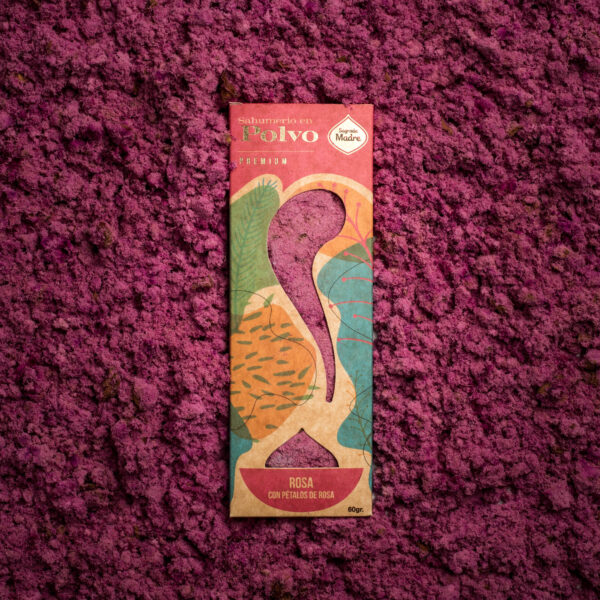 Sahumerio en
Polvo
PREMIUM
Sagrada
Madre
ROSA
CON PÉTALOS DE ROSA
60gr.